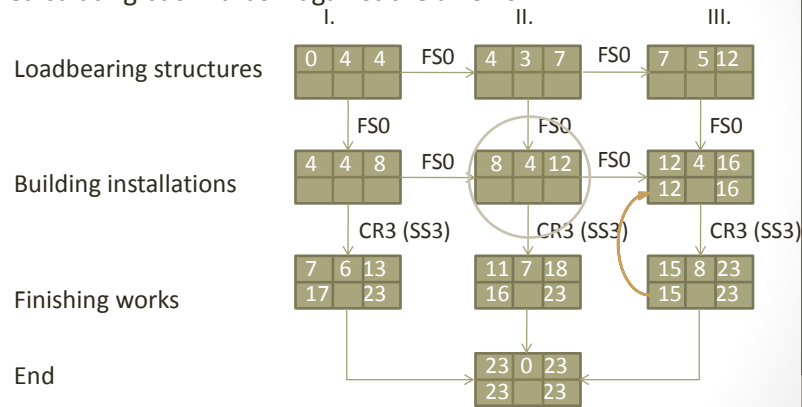 I. II. III.
Loadbearing structures 0 4 4 FS0 4 3 7 FS0 7 5 12
FS0 FS0 FS0
Building installations 4 4 8 FS0 8 4 12 FS0 12 4 16
12 16
CR3 (SS3) CR3 (SS3) CR3 (SS3)
7 6 13 11 7 18 15 8 23
Finishing works 17 23 16 23 15 23
End 23 0 23
23 23